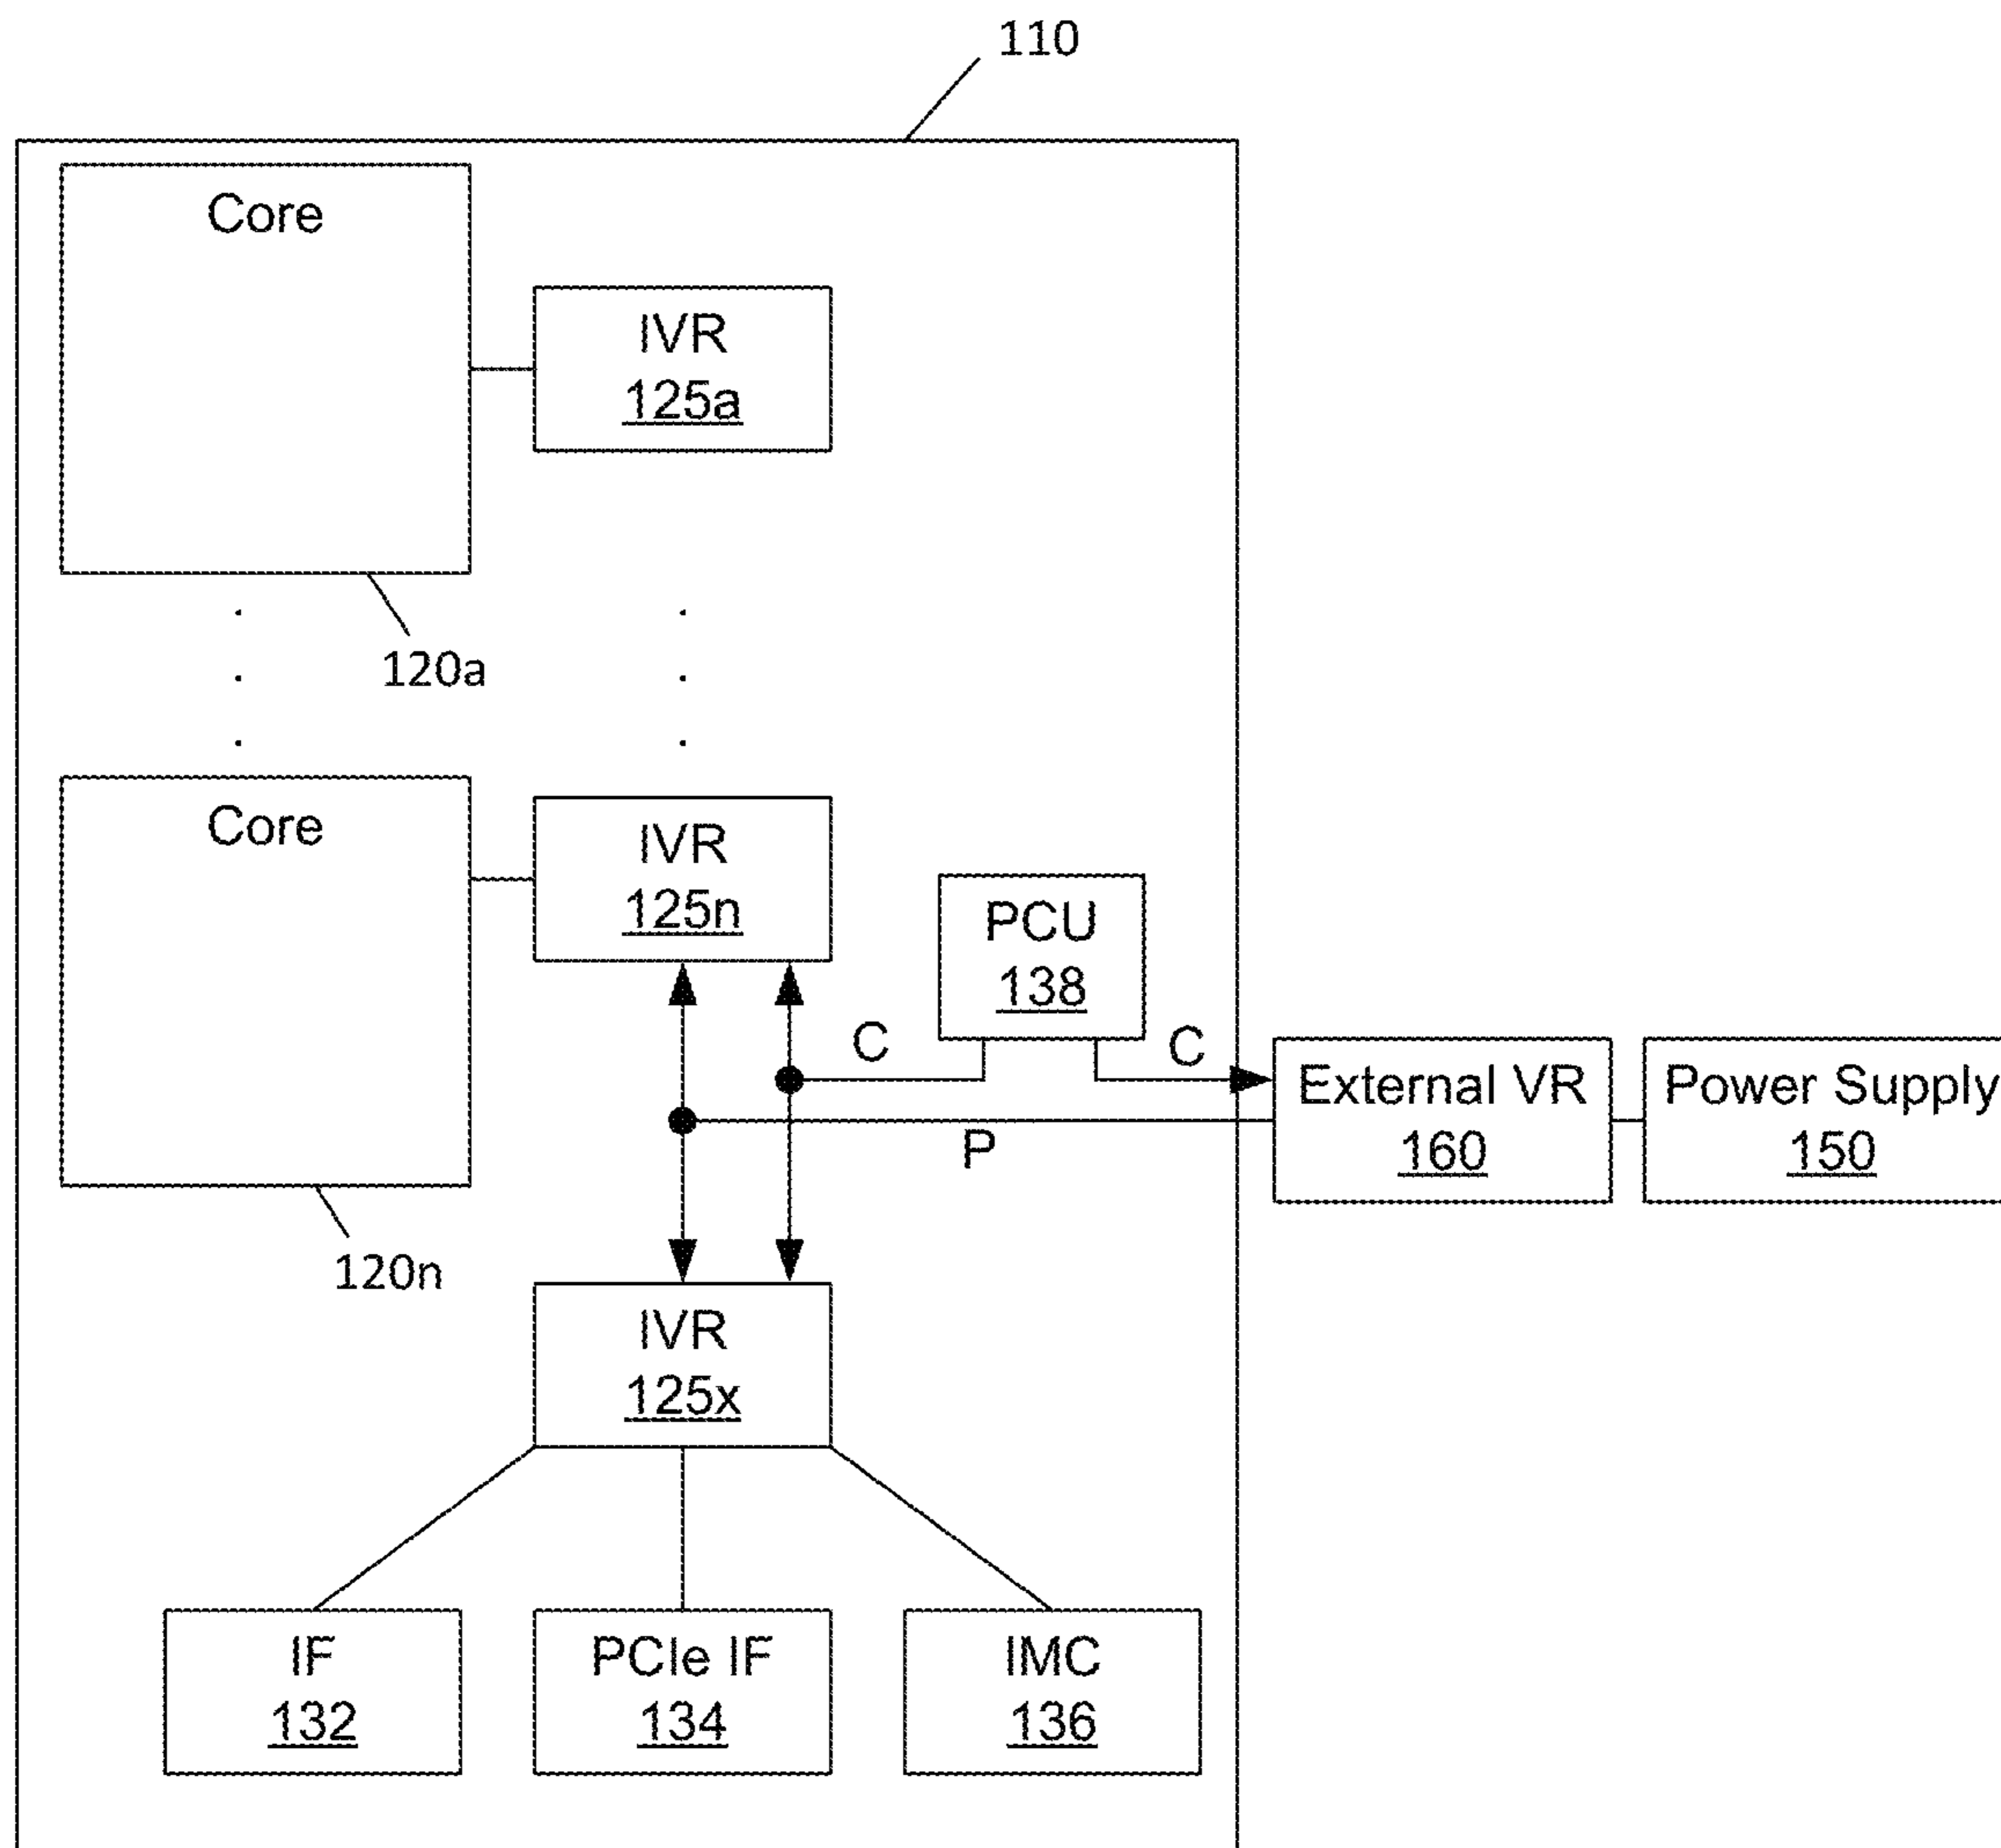 110
Core
IVR
125a
120a
Core
IVR
125n
PCU
138
C
C
External VR
160
Power Supply
150
P
120n
IVR
125x
IF
132
PCIe IF
134
IMC
136